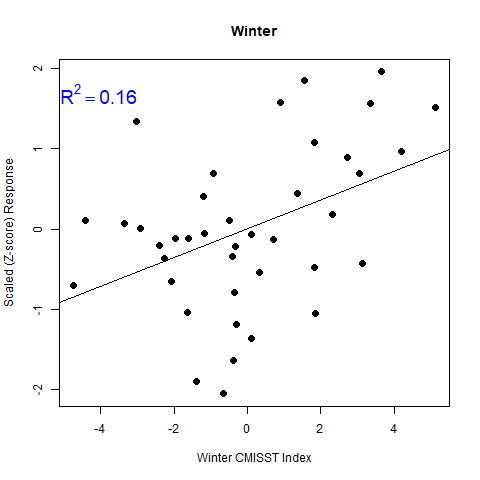 Winter
R² = 0.16
2
1
0
-1
-2
Scaled (Z-score) Response
-4 -2 0 2 4
Winter CMISST Index